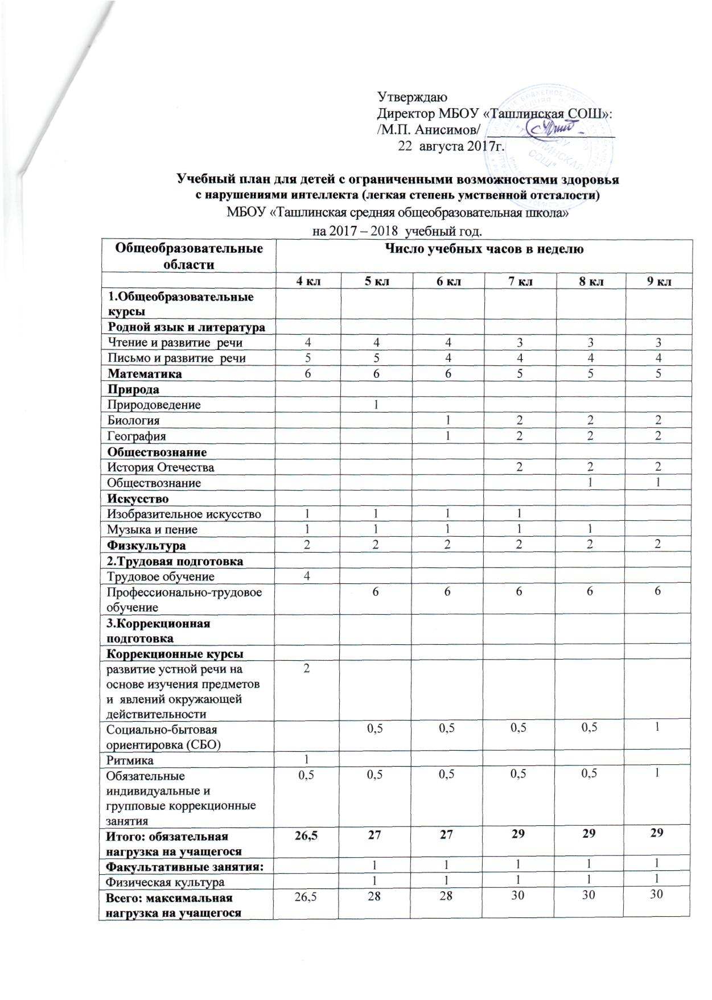 Утверждаю
Директор МБОУ «Ташлинская СОШ»:
/М.П. Анисимов/
22 августа 2017г.
"ТАШЛИНСКАЯ
СОШ"
Учебный план для детей с ограниченными возможностями здоровья
с нарушениями интеллекта (легкая степень умственной отсталости)
МБОУ «Ташлинская средняя общеобразовательная школа»
на 2017 – 2018 учебный год.
Общеобразовательные Число учебных часов в неделю
области
4 кл 5 кл 6 кл 7 кл 8 кл 9 кл
1.Общеобразовательные
курсы
Родной язык и литература
Чтение и развитие речи 4 4 4 3 3 3
Письмо и развитие речи 5 5 4 4 4 4
Математика 6 6 6 5 5 5
Природа
Природоведение 1
Биология 1 2 2 2
География 1 2 2 2
Обществознание
История Отечества 2 2 2
Обществознание 1 1
Искусство
Изобразительное искусство 1 1 1 1
Музыка и пение 1 1 1 1 1
Физкультура 2 2 2 2 2 2
2.Трудовая подготовка
Трудовое обучение 4
Профессионально-трудовое 6 6 6 6 6
обучение
3.Коррекционная
подготовка
Коррекционные курсы
развитие устной речи на 2
основе изучения предметов
и явлений окружающей
действительности
Социально-бытовая 0,5 0,5 0,5 0,5 1
ориентировка (СБО)
Ритмика 1
Обязательные 0,5 0,5 0,5 0,5 0,5 1
индивидуальные и
групповые коррекционные
занятия
Итого: обязательная 26,5 27 27 29 29 29
нагрузка на учащегося
Факультативные занятия: 1 1 1 1 1
Физическая культура 1 1 1 1 1
Всего: максимальная 26,5 28 28 30 30 30
нагрузка на учащегося